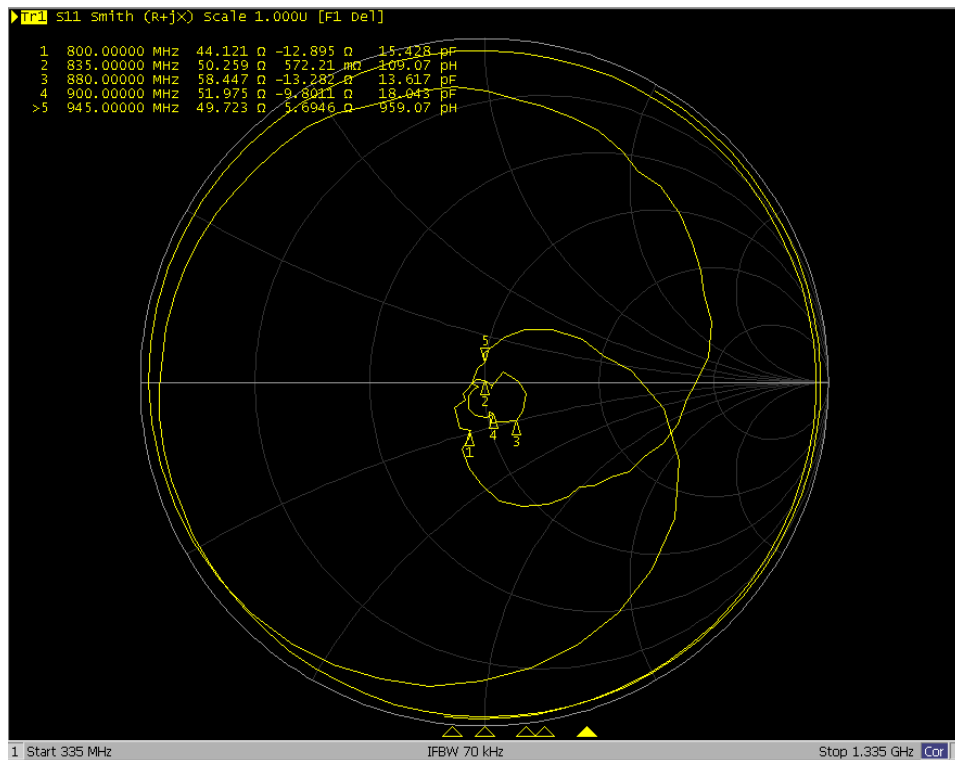 Tr1 S11 Smith (R+jX) Scale 1.000U [F1 Del]
1 800.00000 MHz 44.121 Ω -12.895 Ω 15.428 pF
2 835.00000 MHz 50.259 Ω 572.21 mΩ 109.07 pH
3 880.00000 MHz 58.447 Ω -13.282 Ω 13.617 pF
4 900.00000 MHz 51.975 Ω -9.8011 Ω 18.043 pF
>5 945.00000 MHz 49.723 Ω 5.6946 Ω 959.07 pH
5
2
4
3
1
1 Start 335 MHz IFBW 70 kHz Stop 1.335 GHz Cor